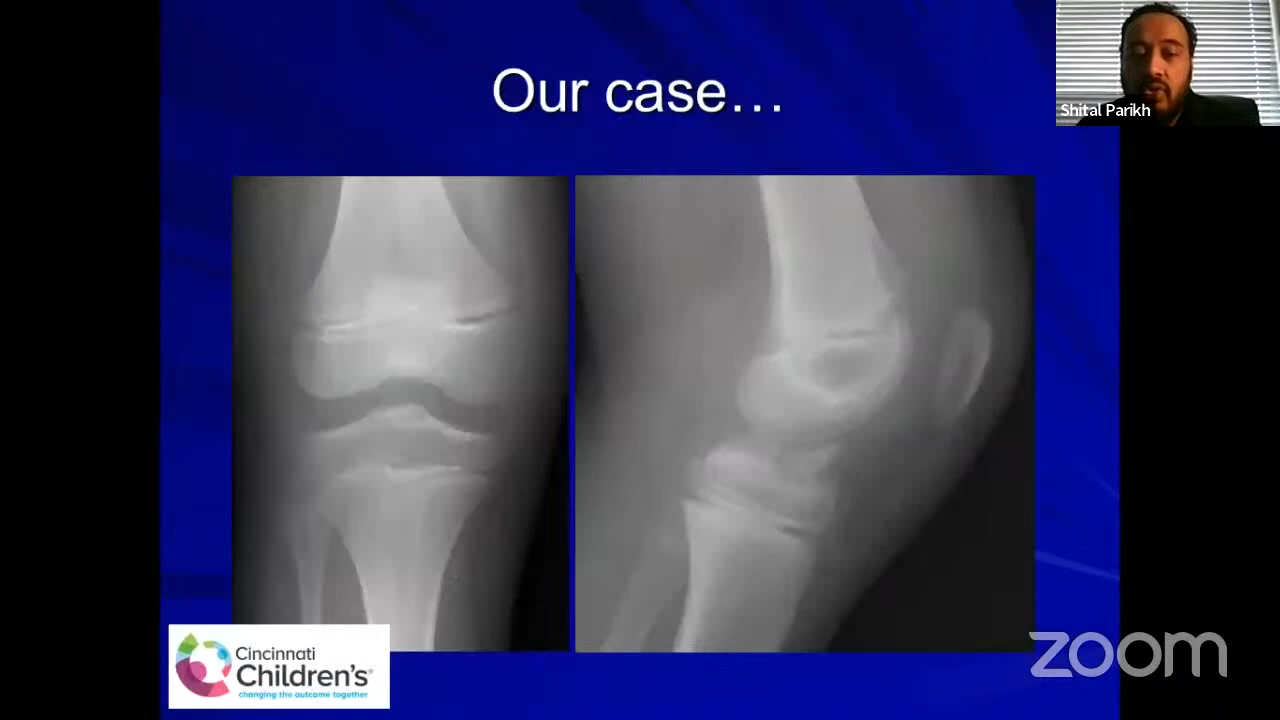 Our case…
Shital Parikh
Cincinnati
Children's
changing the outcome together
zoom